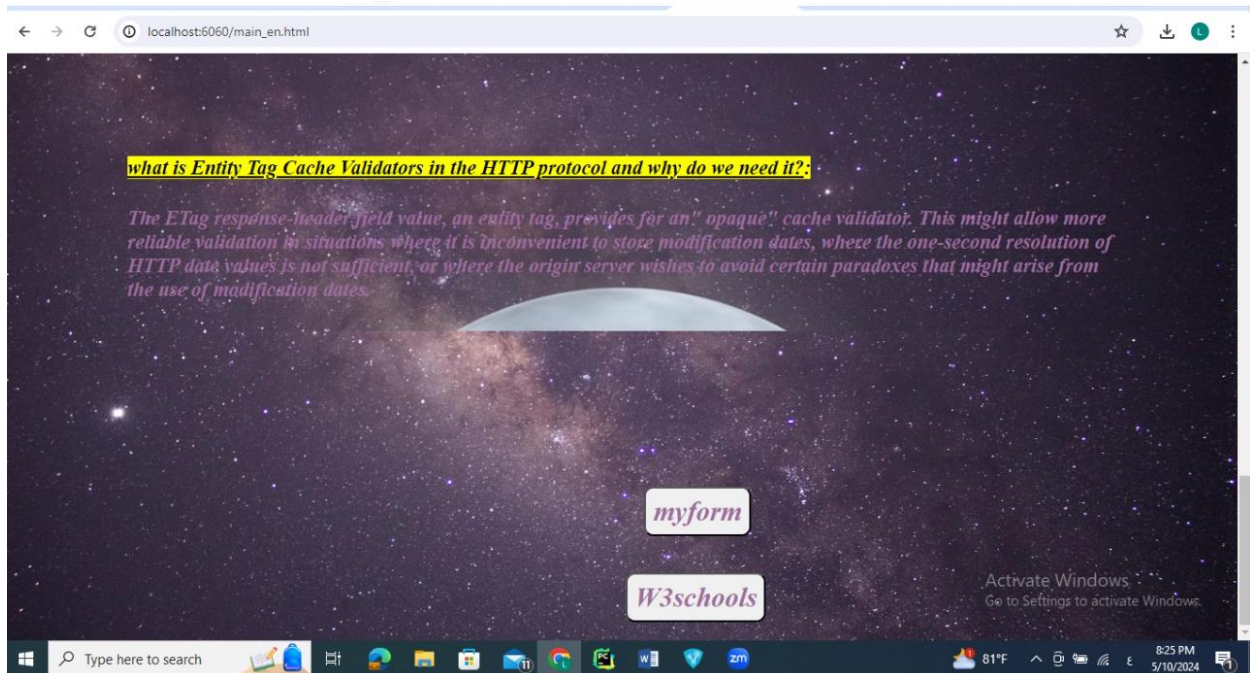 localhost:6060/main_en.html
L
what is Entity Tag Cache Validators in the HTTP protocol and why do we need it?:
The ETag response-header field value, an entity tag, provides for an" opaque" cache validator. This might allow more
reliable validation in situations where it is inconvenient to store modification dates, where the one-second resolution of
HTTP date values is not sufficient, or where the origin server wishes to avoid certain paradoxes that might arise from
the use of modification dates.
myform
W3schools
Activate Windows
Go to Settings to activate Windows.
Type here to search
11
PC
W
zm
81°F
ع
8:25 PM
5/10/2024
1